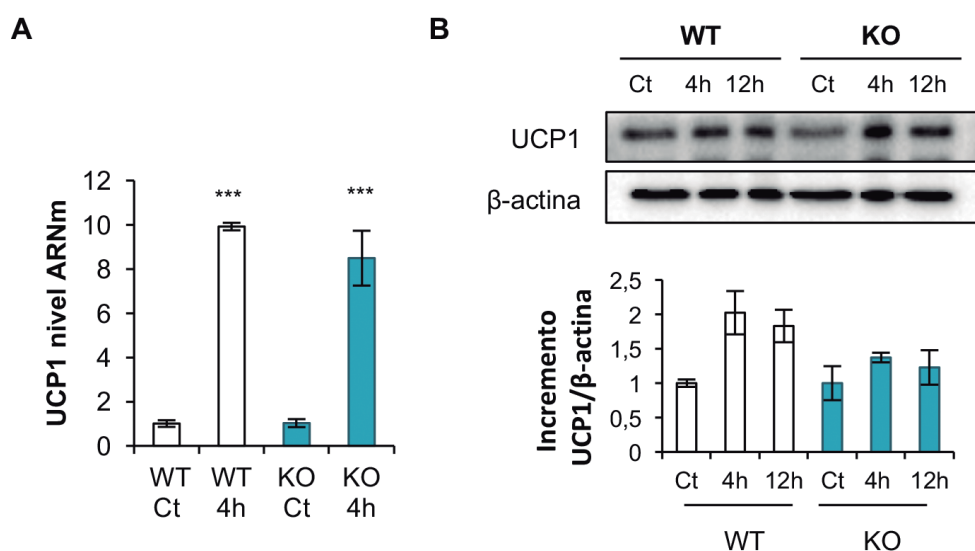 A
UCP1 nivel ARNm
12
10
8
6
4
2
0
***
***
WT
Ct
WT
4h
KO
Ct
KO
4h
B
WT KO
Ct 4h 12h Ct 4h 12h
UCP1
β-actina
Incremento
UCP1/β-actina
2,5
2
1,5
1
0,5
0
Ct 4h 12h Ct 4h 12h
WT KO